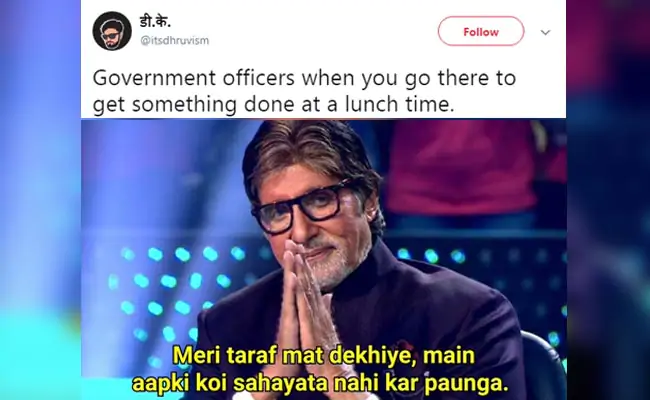 डी.के.
@itsdhruvism
Follow
Government officers when you go there to
get something done at a lunch time.
Meri taraf mat dekhiye, main
aapki koi sahayata nahi kar paunga.